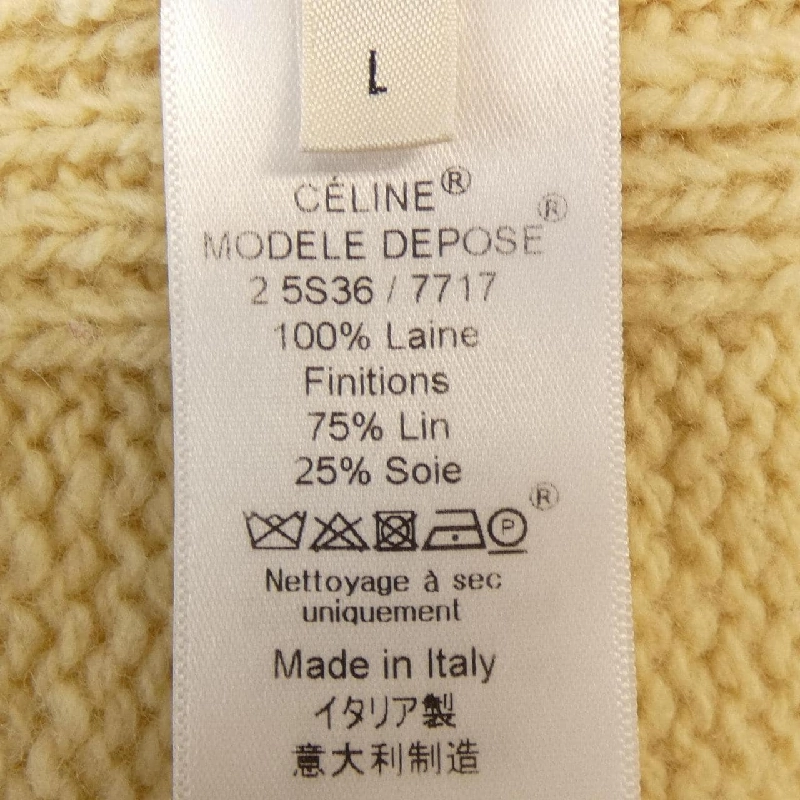 L
CÉLINE®
MODELE DEPOSE®
2 5S36 / 7717
100% Laine
Finitions
75% Lin
25% Soie
P ®
Nettoyage à sec
uniquement
Made in Italy
イタリア製
意大利制造